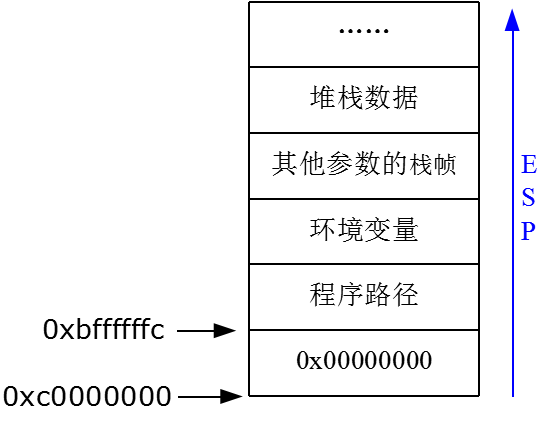 ……
堆栈数据
其他参数的栈帧
环境变量
程序路径
0xbffffffc
0x00000000
0xc0000000
E
S
P